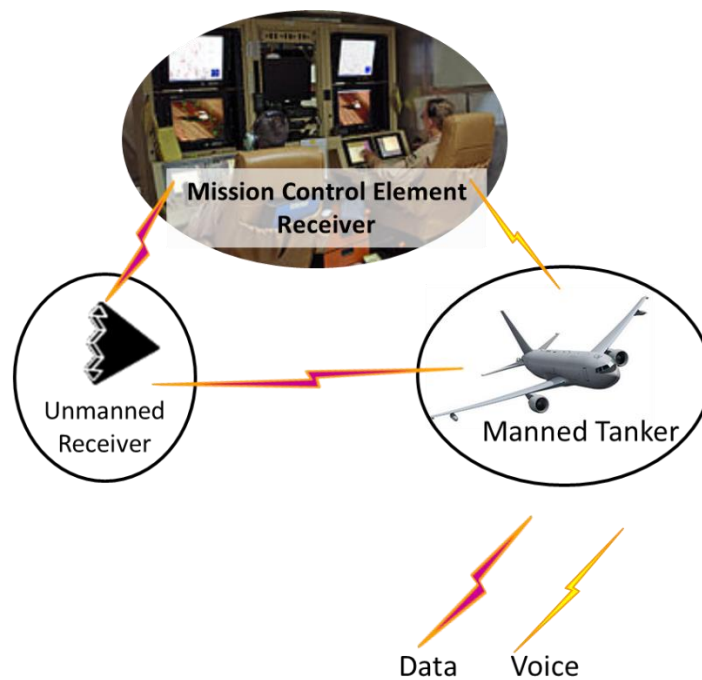 Mission Control Element
Receiver
Unmanned
Receiver
Manned Tanker
Data Voice